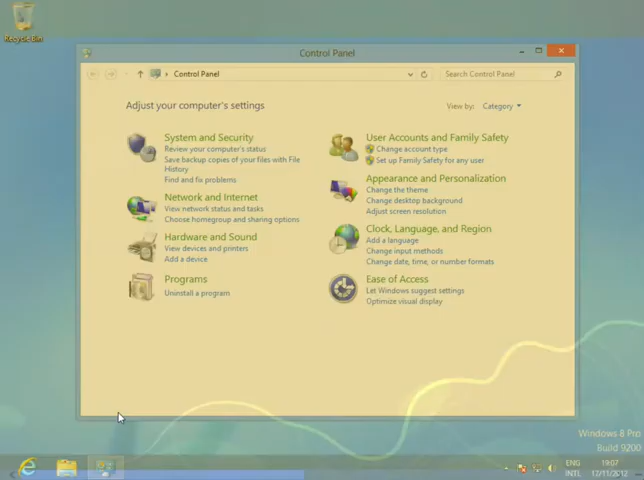 Recycle Bin
Control Panel
Control Panel
Search Control Panel
Adjust your computer's settings
View by: Category
System and Security
Review your computer's status
Save backup copies of your files with File
History
Find and fix problems
Network and Internet
View network status and tasks
Choose homegroup and sharing options
Hardware and Sound
View devices and printers
Add a device
Programs
Uninstall a program
User Accounts and Family Safety
Change account type
Set up Family Safety for any user
Appearance and Personalization
Change the theme
Change desktop background
Adjust screen resolution
Clock, Language, and Region
Add a language
Change input methods
Change date, time, or number formats
Ease of Access
Let Windows suggest settings
Optimize visual display
Windows 8 Pro
Build 9200
ENG
INTL
19:07
12/11/2012